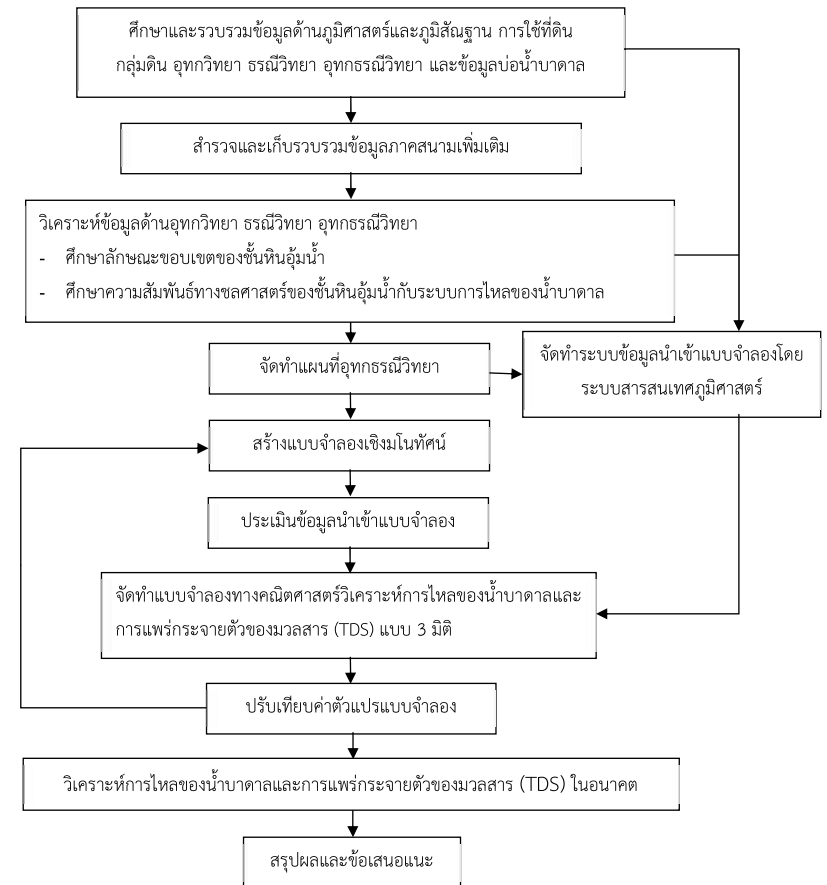 ศึกษาและรวบรวมข้อมูลด้านภูมิศาสตร์และภูมิสัณฐาน การใช้ที่ดิน
กลุ่มดิน อุทกวิทยา ธรณีวิทยา อุทกธรณีวิทยา และข้อมูลบ่อน้ำบาดาล
สำรวจและเก็บรวบรวมข้อมูลภาคสนามเพิ่มเติม
วิเคราะห์ข้อมูลด้านอุทกวิทยา ธรณีวิทยา อุทกธรณีวิทยา
- ศึกษาลักษณะขอบเขตของชั้นหินอุ้มน้ำ
- ศึกษาความสัมพันธ์ทางชลศาสตร์ของชั้นหินอุ้มน้ำกับระบบการไหลของน้ำบาดาล
จัดทำแผนที่อุทกธรณีวิทยา
จัดทำระบบข้อมูลนำเข้าแบบจำลองโดย
ระบบสารสนเทศภูมิศาสตร์
สร้างแบบจำลองเชิงมโนทัศน์
ประเมินข้อมูลนำเข้าแบบจำลอง
จัดทำแบบจำลองทางคณิตศาสตร์วิเคราะห์การไหลของน้ำบาดาลและ
การแพร่กระจายตัวของมวลสาร (TDS) แบบ 3 มิติ
ปรับเทียบค่าตัวแปรแบบจำลอง
วิเคราะห์การไหลของน้ำบาดาลและการแพร่กระจายตัวของมวลสาร (TDS) ในอนาคต
สรุปผลและข้อเสนอแนะ